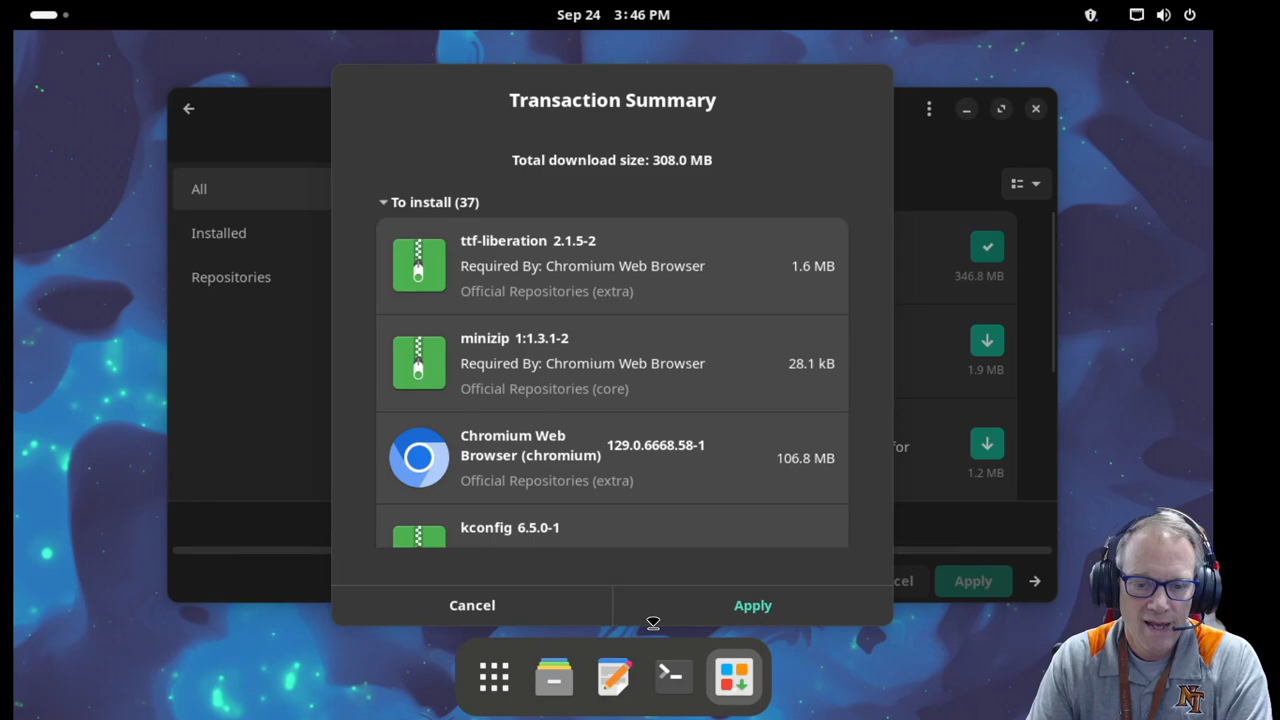 Sep 24 3:46 PM
Transaction Summary
Total download size: 308.0 MB
To install (37)
ttf-liberation 2.1.5-2
Required By: Chromium Web Browser
Official Repositories (extra)
1.6 MB
minizip 1:1.3.1-2
Required By: Chromium Web Browser
Official Repositories (core)
28.1 kB
Chromium Web
Browser (chromium)
129.0.6668.58-1
Official Repositories (extra)
106.8 MB
kconfig 6.5.0-1
Cancel
Apply
All
Installed
Repositories
346.8 MB
1.9 MB
or
1.2 MB
cel
Apply
NT